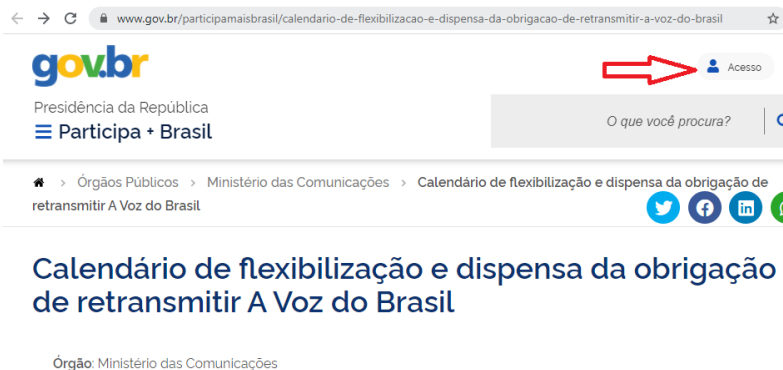 www.gov.br/participamaisbrasil/calendario-de-flexibilizacao-e-dispensa-da-obrigacao-de-retransmitir-a-voz-do-brasil
gov.br
Acesso
Presidência da República
Participa + Brasil
O que você procura?
Órgãos Públicos > Ministério das Comunicações > Calendário de flexibilização e dispensa da obrigação de
retransmitir A Voz do Brasil
Calendário de flexibilização e dispensa da obrigação
de retransmitir A Voz do Brasil
Órgão: Ministério das Comunicações